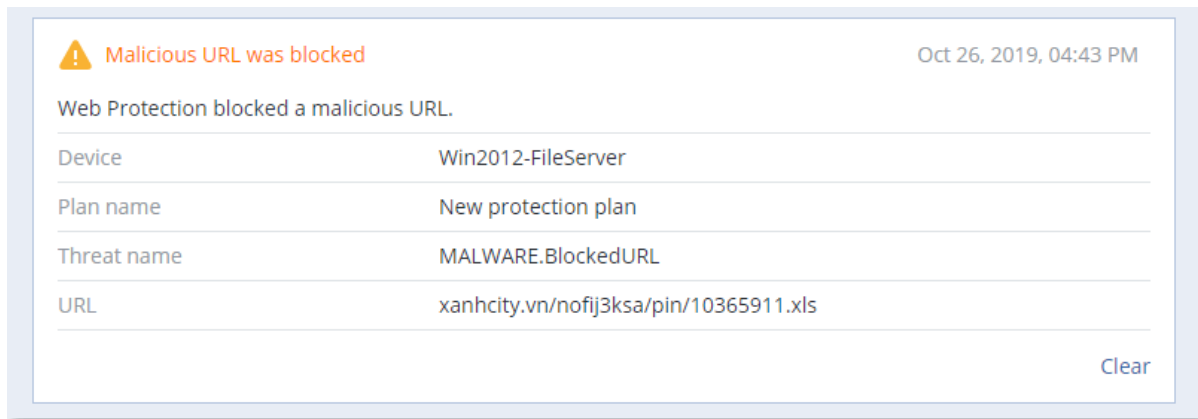 Malicious URL was blocked Oct 26, 2019, 04:43 PM
Web Protection blocked a malicious URL.
Device Win2012-FileServer
Plan name New protection plan
Threat name MALWARE.BlockedURL
URL xanhcity.vn/nofij3ksa/pin/10365911.xls
Clear